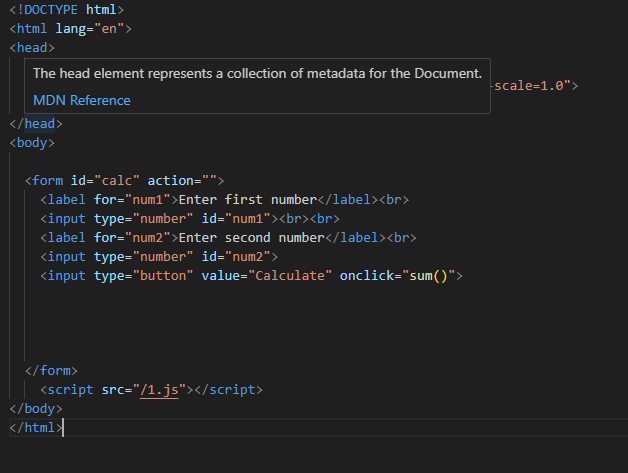 <!DOCTYPE html>
<html lang="en">
<head>
The head element represents a collection of metadata for the Document.
-scale=1.0">
MDN Reference
</head>
<body>
<form id="calc" action="">
<label for="num1">Enter first number</label><br>
<input type="number" id="num1"><br><br>
<label for="num2">Enter second number</label><br>
<input type="number" id="num2">
<input type="button" value="Calculate" onclick="sum()">
</form>
<script src="/1.js"></script>
</body>
</html>